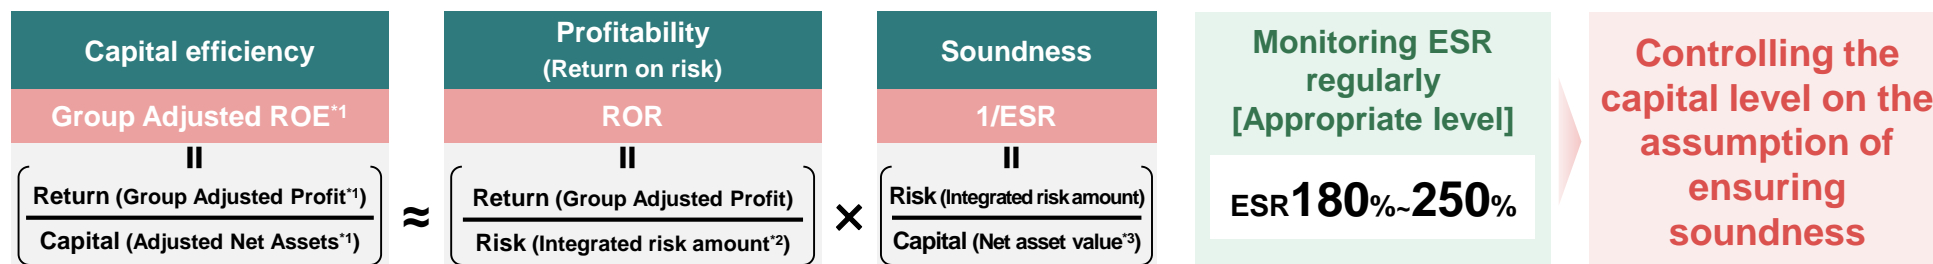 Capital efficiency
Group Adjusted ROE*1
=
Return (Group Adjusted Profit*1)
Capital (Adjusted Net Assets*1)
≈
Profitability
(Return on risk)
ROR
=
Return (Group Adjusted Profit)
Risk (Integrated risk amount*2)
×
Soundness
1/ESR
=
Risk (Integrated risk amount)
Capital (Net asset value*3)
Monitoring ESR
regularly
[Appropriate level]
ESR180%~250%
Controlling the
capital level on the
assumption of
ensuring
soundness